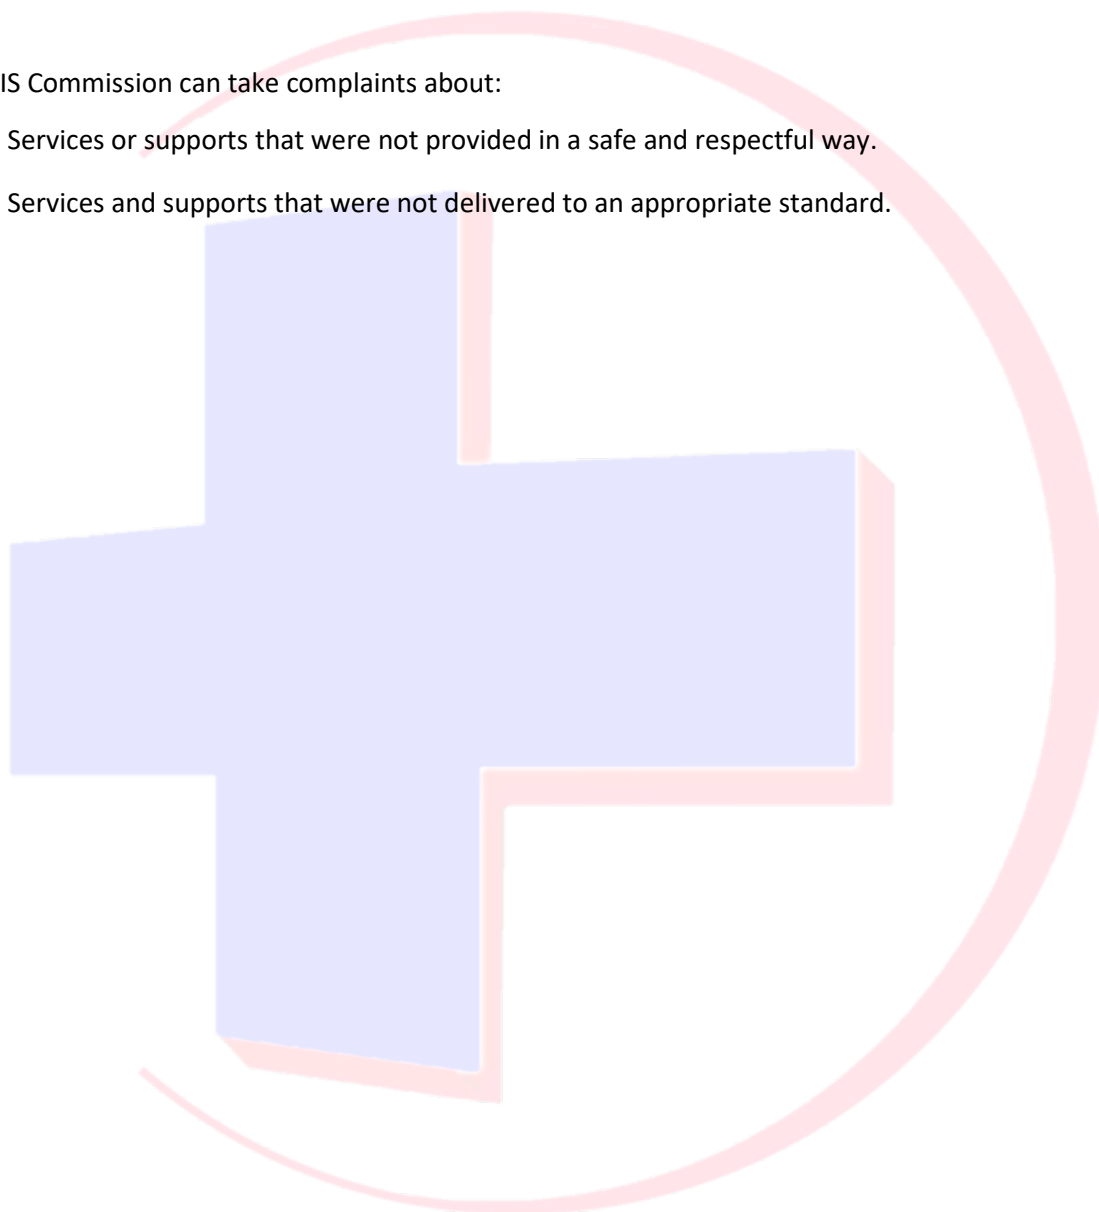 IS Commission can take complaints about:
Services or supports that were not provided in a safe and respectful way.
Services and supports that were not delivered to an appropriate standard.